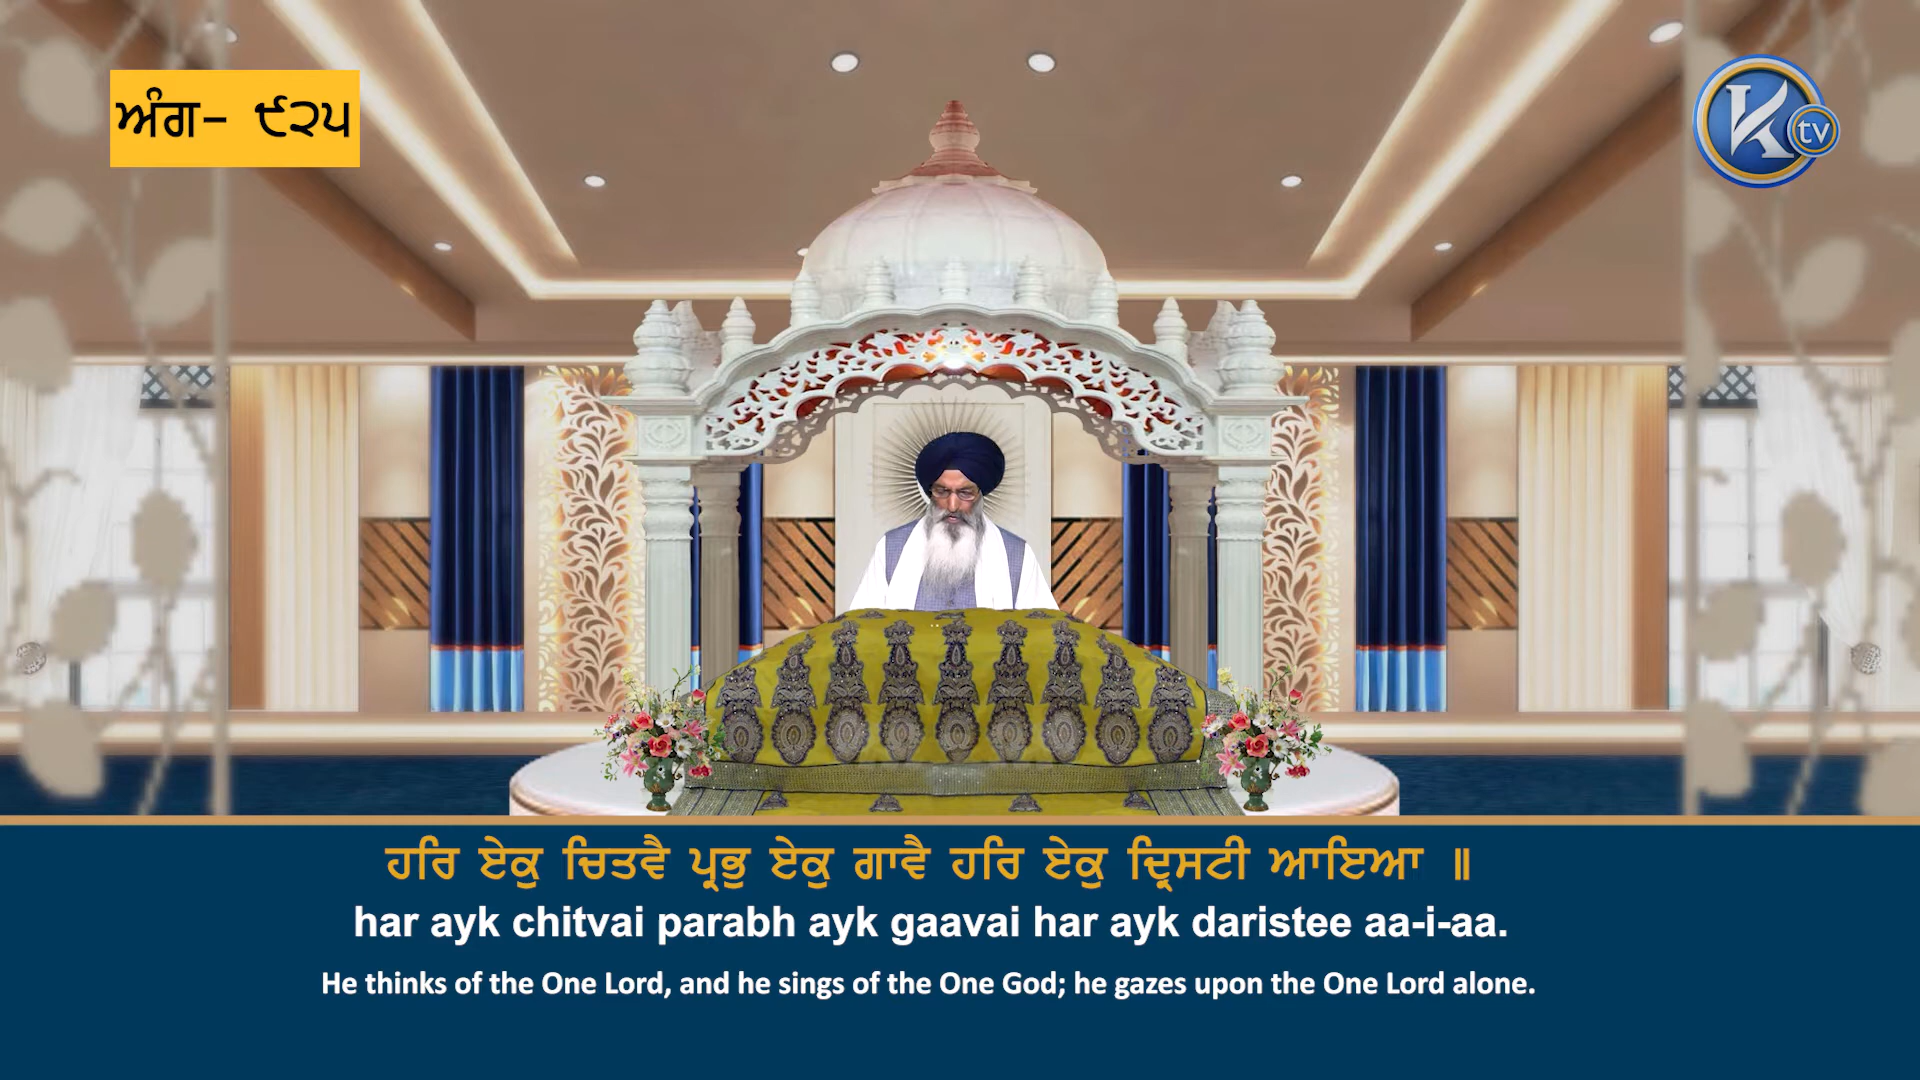 ਅੰਗ- ੯੨੫
K tv
ਹਰਿ ਏਕੁ ਚਿਤਵੈ ਪ੍ਰਭੁ ਏਕੁ ਗਾਵੈ ਹਰਿ ਏਕੁ ਦ੍ਰਿਸਟੀ ਆਇਆ ॥
har ayk chitvai parabh ayk gaavai har ayk daristee aa-i-aa.
He thinks of the One Lord, and he sings of the One God; he gazes upon the One Lord alone.